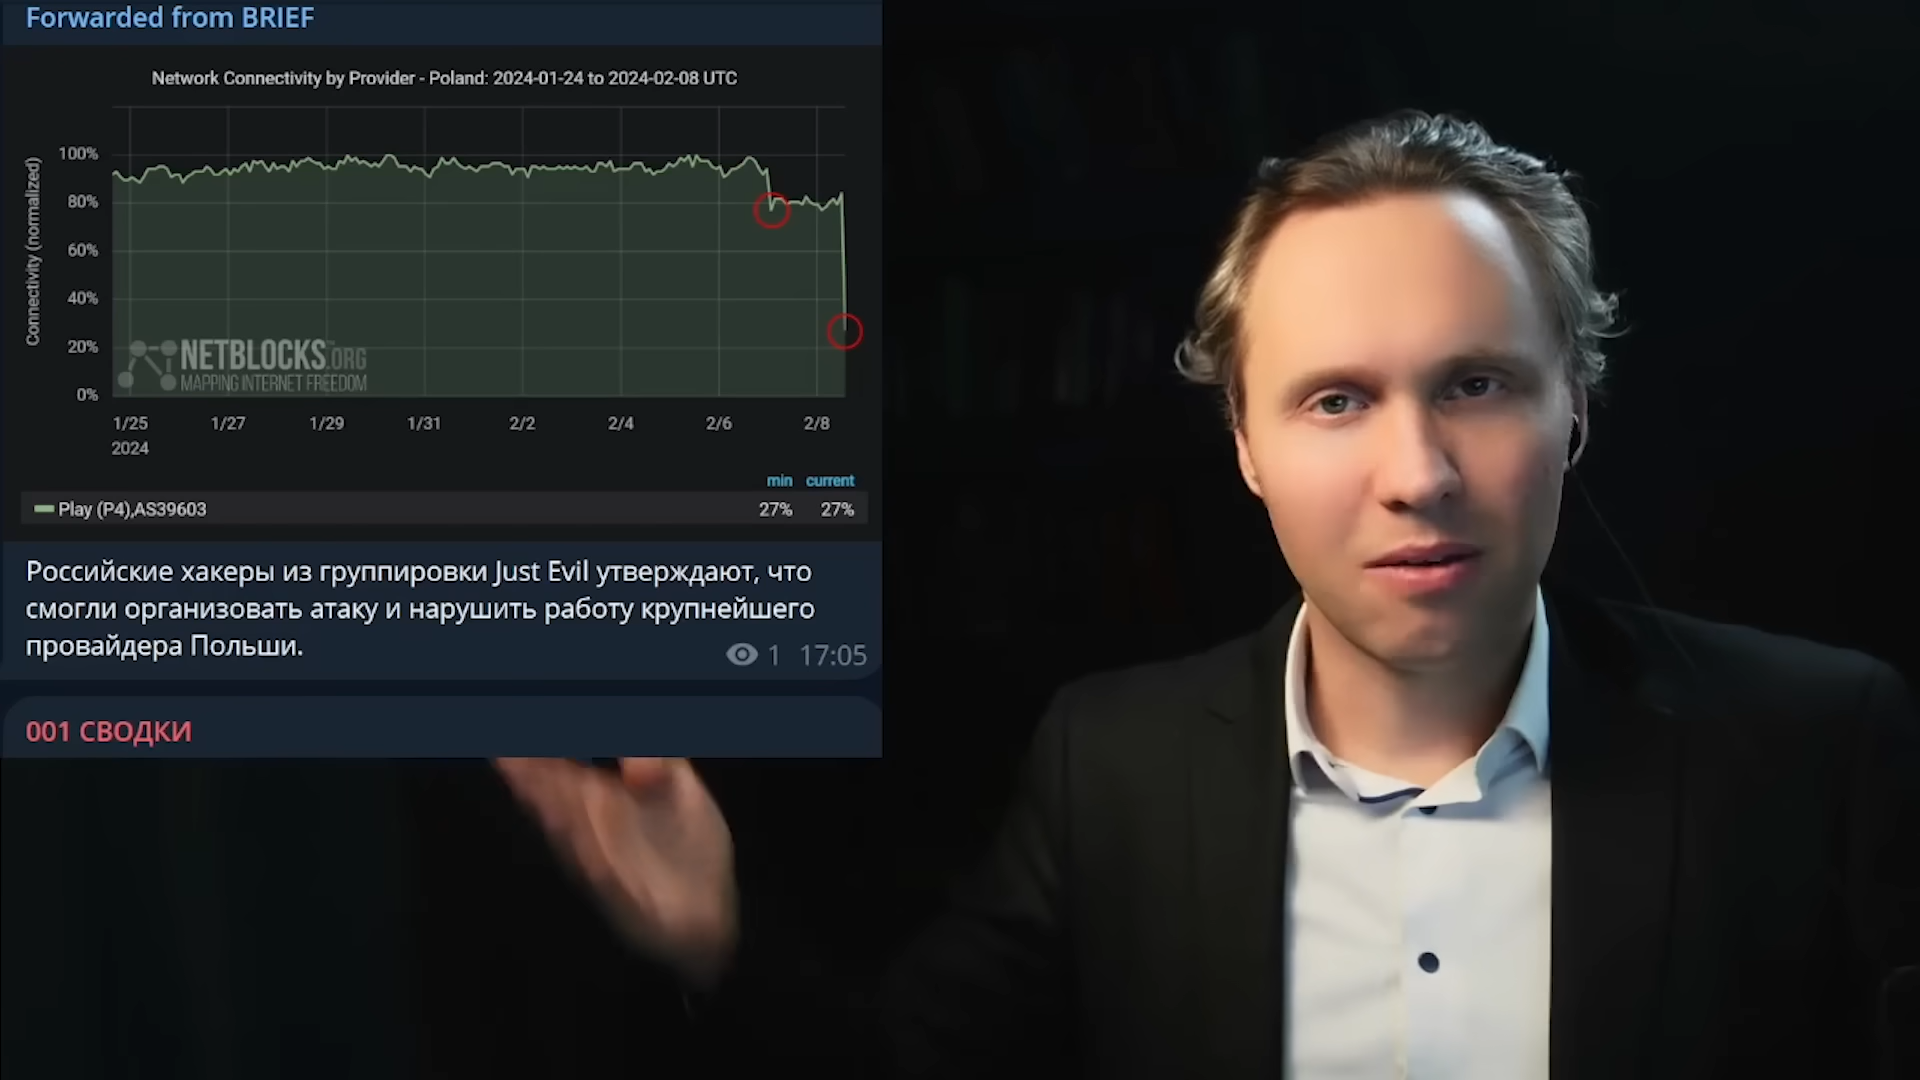 Forwarded from BRIEF
Network Connectivity by Provider - Poland: 2024-01-24 to 2024-02-08 UTC
Connectivity (normalized)
100%
80%
60%
40%
20%
0%
NETBLOCKS.ORG
MAPPING INTERNET FREEDOM
1/25 1/27 1/29 1/31 2/2 2/4 2/6 2/8
2024
min current
Play (P4),AS39603 27% 27%
Российские хакеры из группировки Just Evil утверждают, что
смогли организовать атаку и нарушить работу крупнейшего
провайдера Польши.
1 17:05
001 СВОДКИ